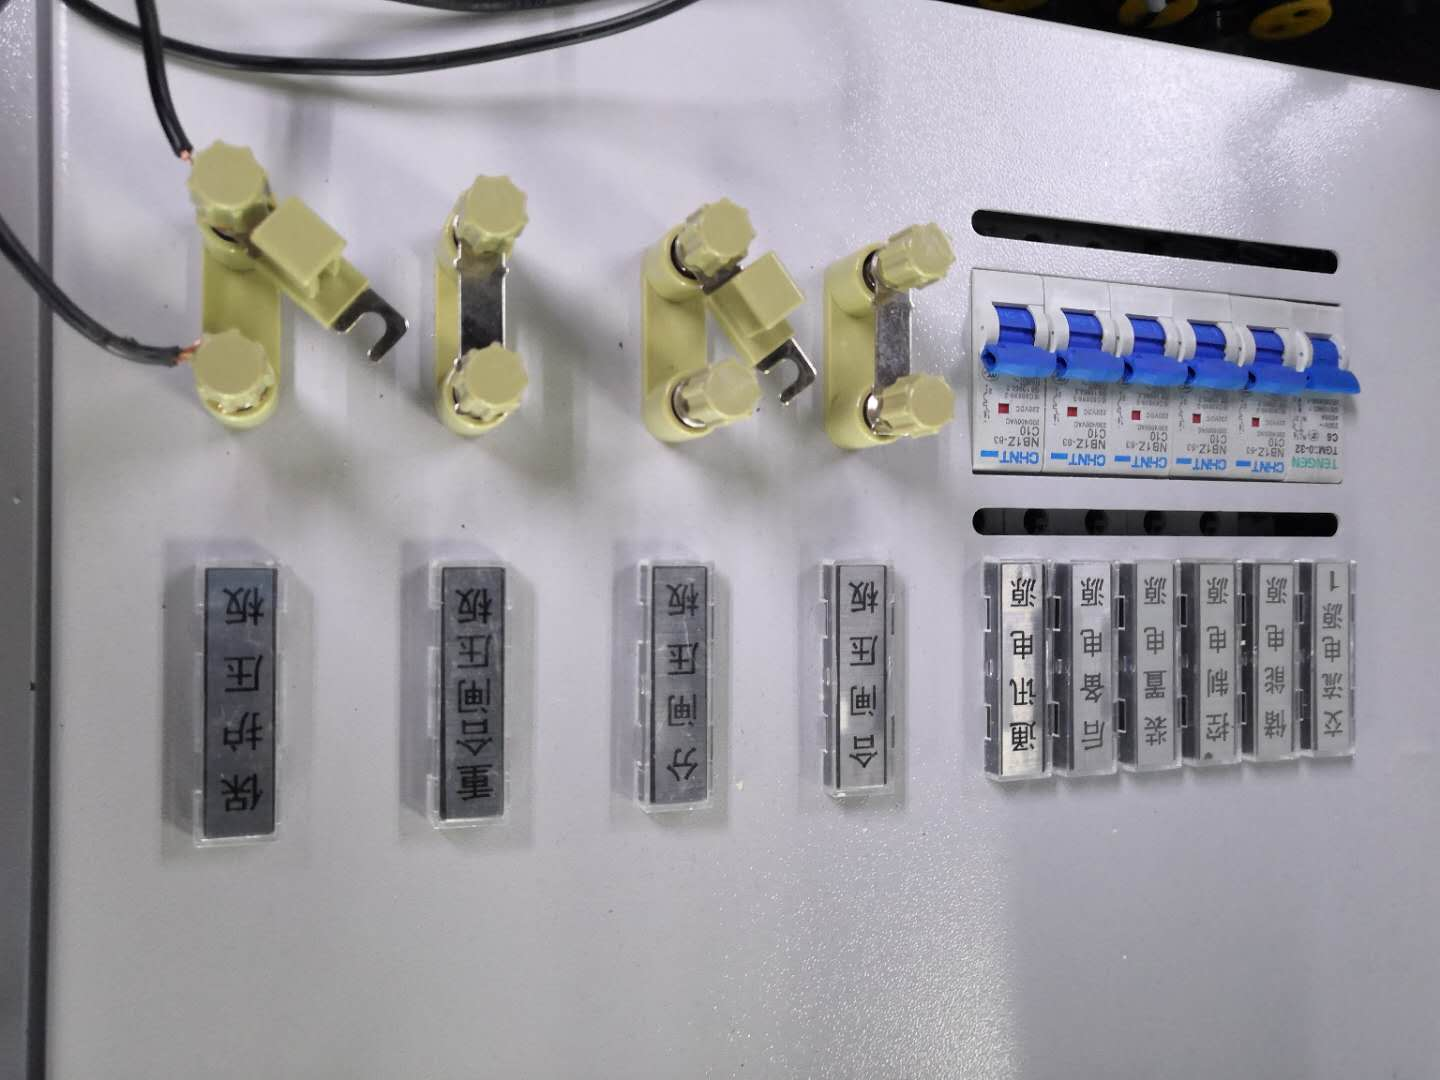 保护压板
重合闸压板
分闸压板
合闸压板
通讯电源
后备电源
装置电源
控制电源
储能电源
交流电源1
CHNT
NB1Z-63
C10
CHNT
NB1Z-63
C10
CHNT
NB1Z-63
C10
CHNT
NB1Z-63
C10
CHNT
NB1Z-63
C10
TENGEN
C6